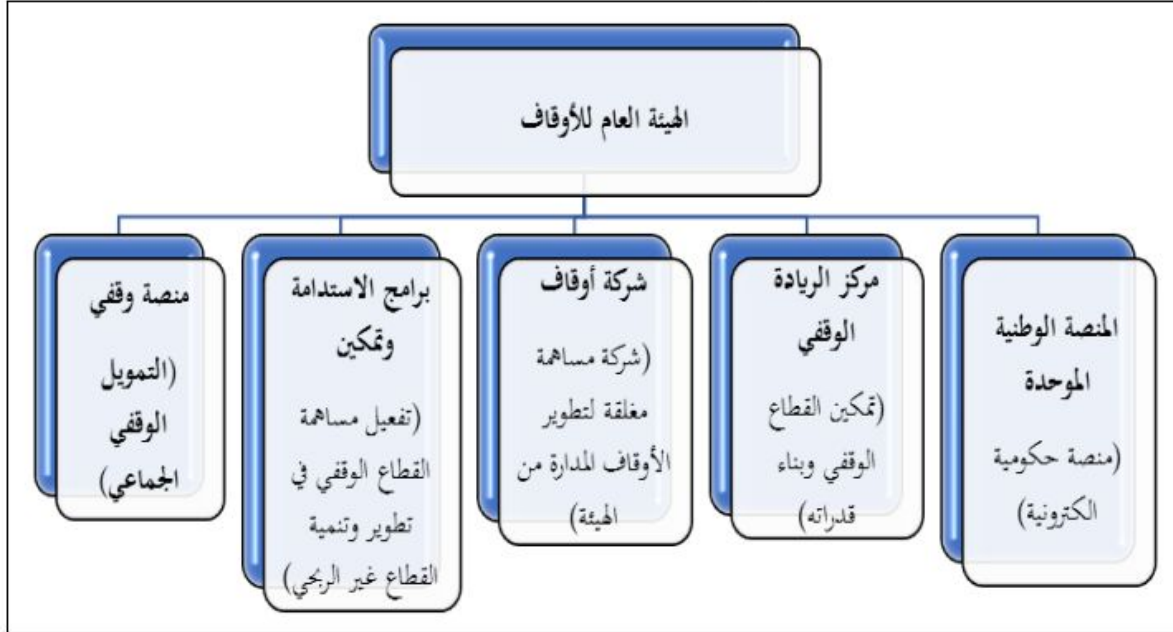 الهيئة العام للأوقاف
المنصة الوطنية
الموحدة
(منصة حكومية
الكترونية)
مركز الريادة
الوقفي
(تمكين القطاع
الوقفي وبناء
قدراته)
شركة أوقاف
(شركة مساهمة
مغلقة لتطوير
الأوقاف المدارة من
الهيئة)
برامج الاستدامة
وتمكين
(تفعيل مساهمة
القطاع الوقفي في
تطوير وتنمية
القطاع غير الربحي)
منصة وقفي
(التمويل
الوقفي
الجماعي)